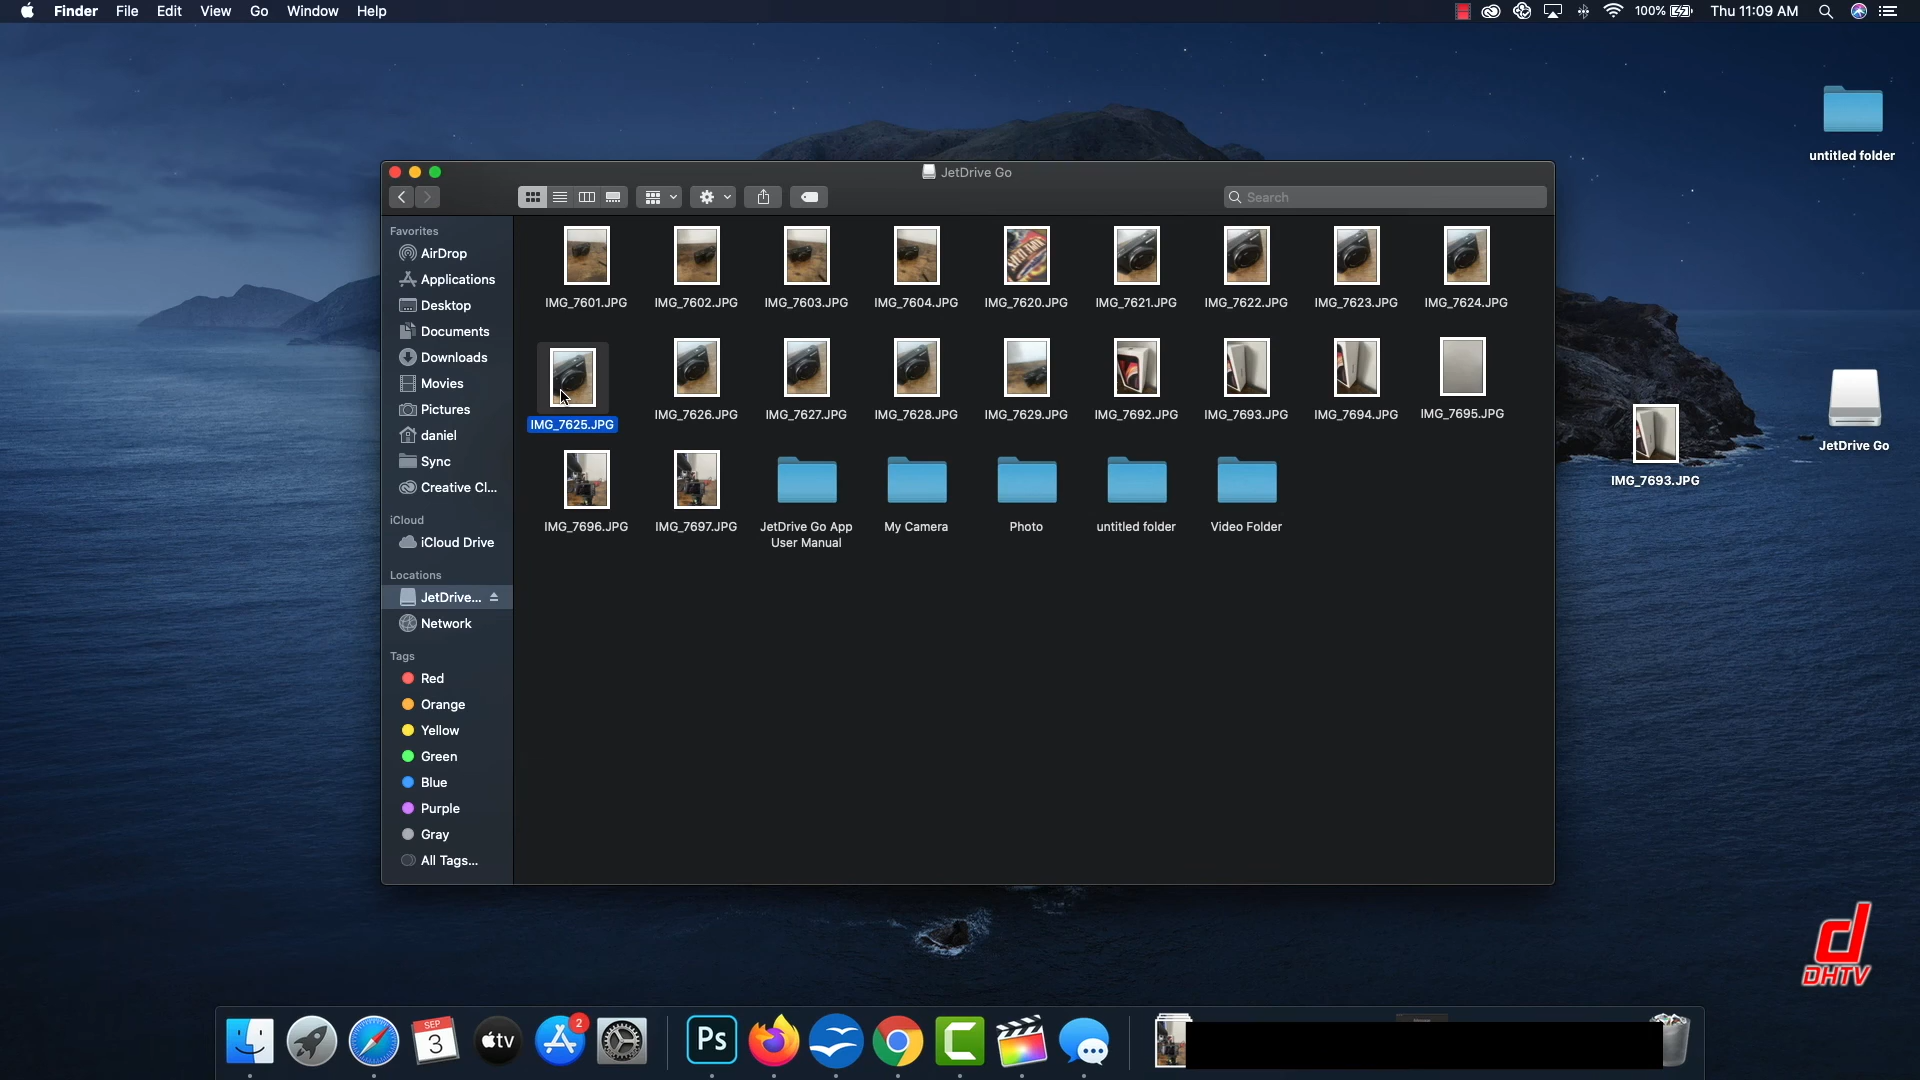 Finder File Edit View Go Window Help
100% Thu 11:09 AM
untitled folder
JetDrive Go
Search
Favorites
AirDrop
Applications
Desktop
Documents
Downloads
Movies
Pictures
daniel
Sync
Creative Cl...
iCloud
iCloud Drive
Locations
JetDrive...
Network
Tags
Red
Orange
Yellow
Green
Blue
Purple
Gray
All Tags...
IMG_7601.JPG IMG_7602.JPG IMG_7603.JPG IMG_7604.JPG IMG_7620.JPG IMG_7621.JPG IMG_7622.JPG IMG_7623.JPG IMG_7624.JPG
IMG_7625.JPG IMG_7626.JPG IMG_7627.JPG IMG_7628.JPG IMG_7629.JPG IMG_7692.JPG IMG_7693.JPG IMG_7694.JPG IMG_7695.JPG
IMG_7696.JPG IMG_7697.JPG JetDrive Go App My Camera Photo untitled folder Video Folder
User Manual
JetDrive Go
IMG_7693.JPG
d
DHTV
SEP
3
tv
2
Ps